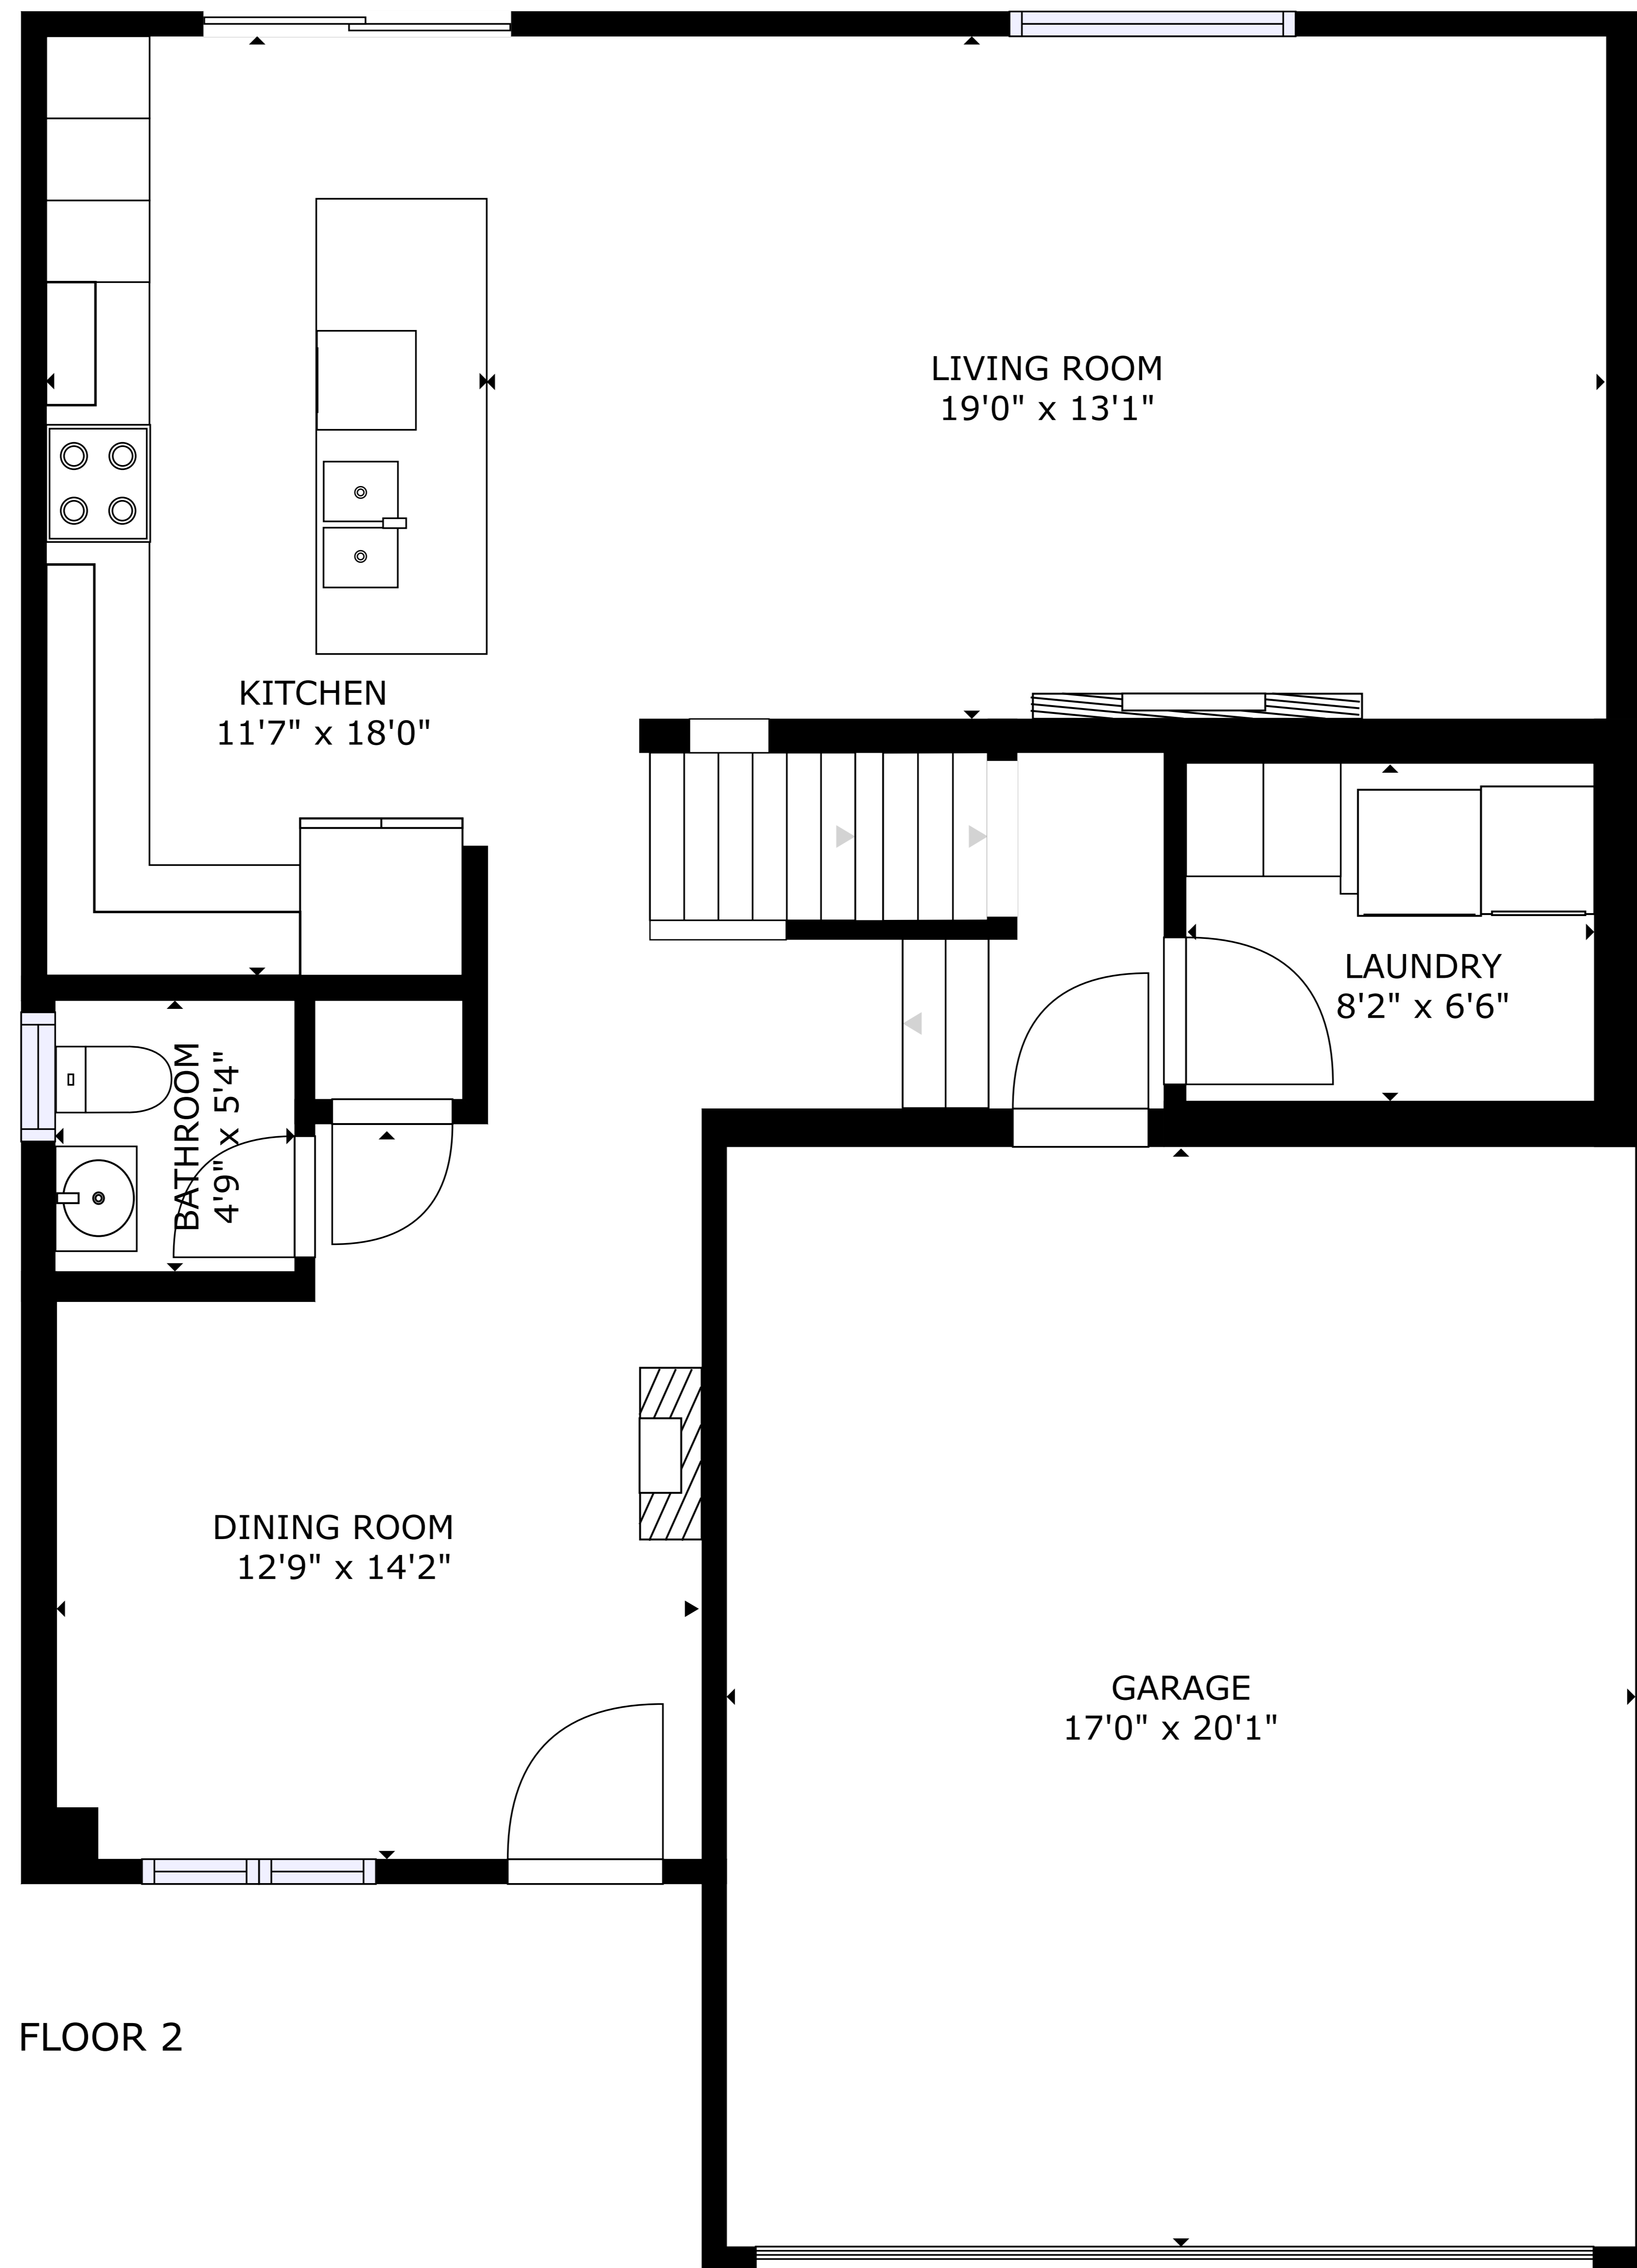 LIVING ROOM
19'0" x 13'1"
KITCHEN
11'7" x 18'0"
LAUNDRY
8'2" x 6'6"
BATHROOM
4'9" x 5'4"
DINING ROOM
12'9" x 14'2"
GARAGE
17'0" x 20'1"
FLOOR 2